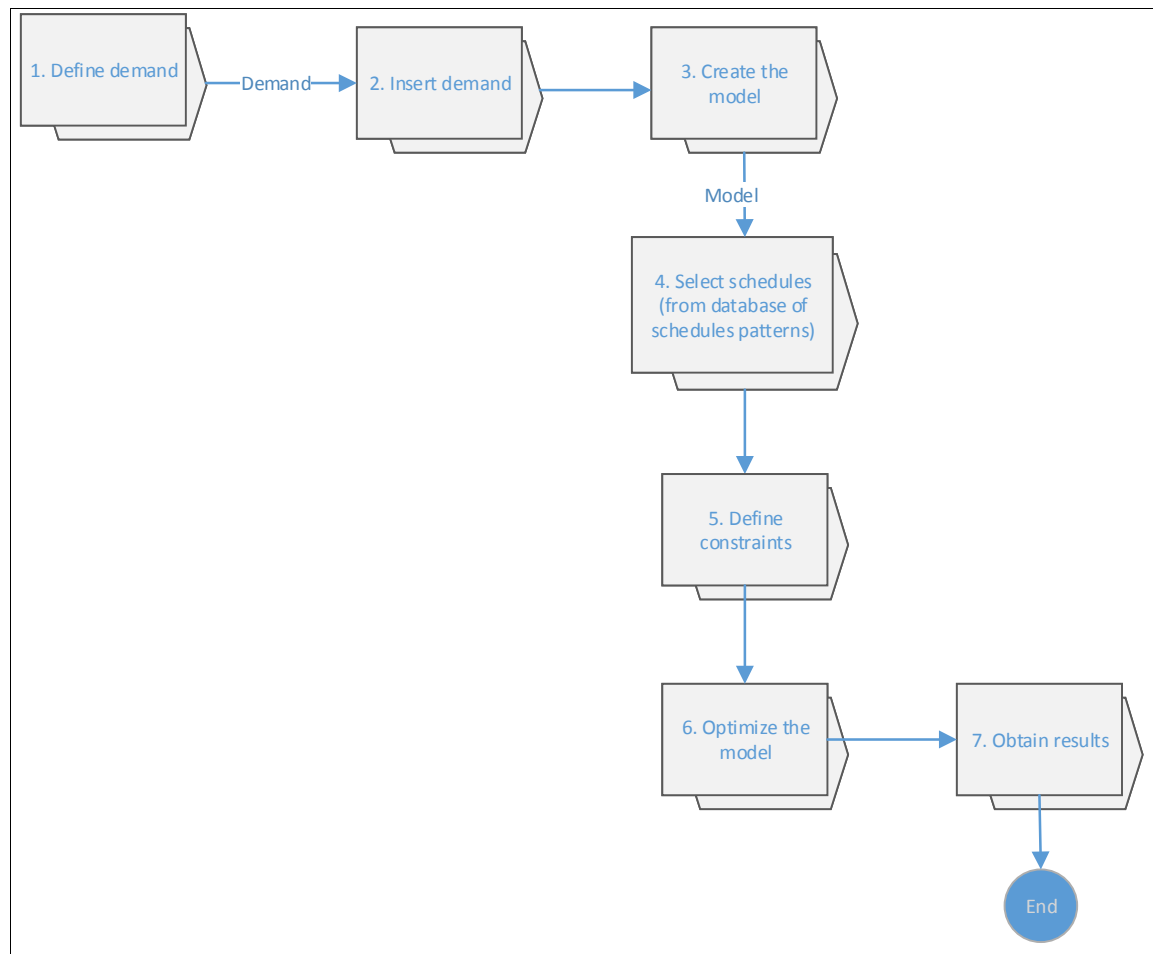 1. Define demand
Demand
2. Insert demand
3. Create the
model
Model
4. Select schedules
(from database of
schedules patterns)
5. Define
constraints
6. Optimize the
model
7. Obtain results
End